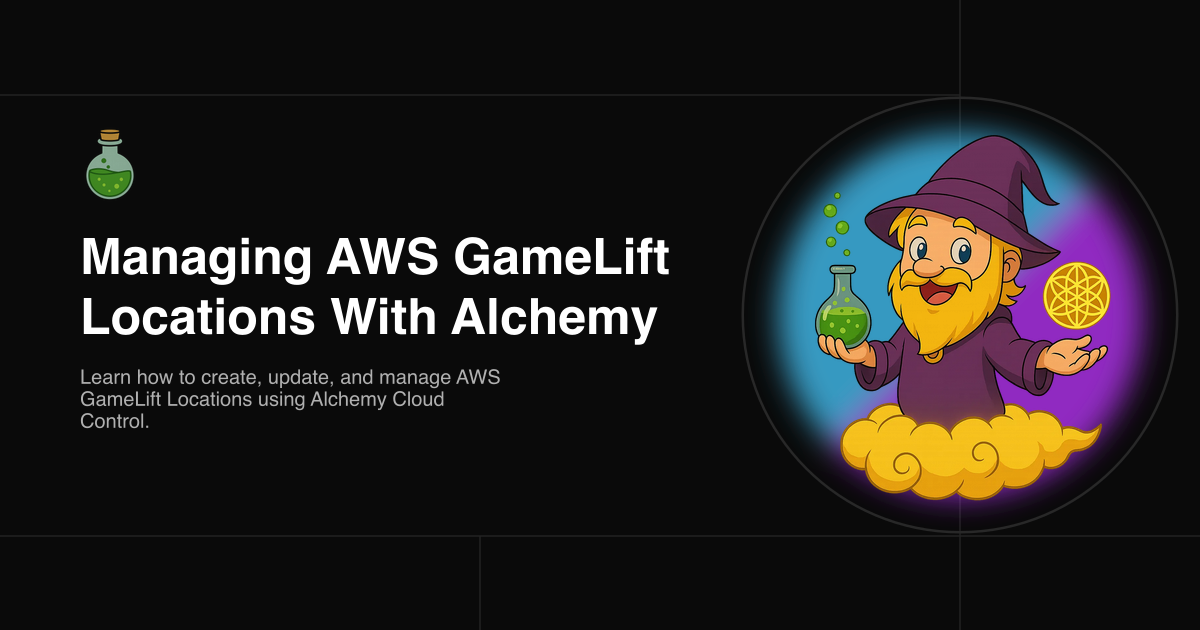 Managing AWS GameLift
Locations With Alchemy
Learn how to create, update, and manage AWS
GameLift Locations using Alchemy Cloud
Control.